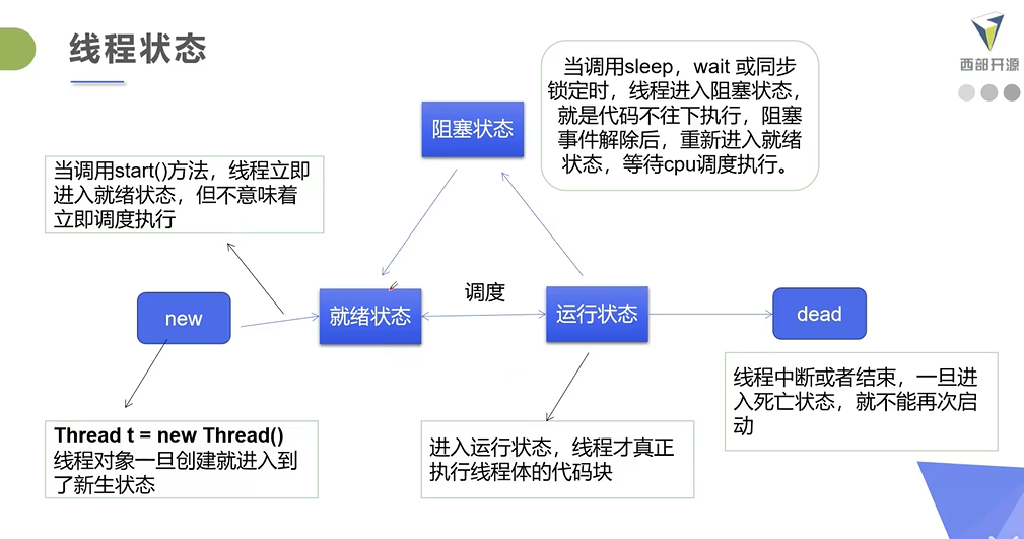 线程状态
西部开源
当调用sleep，wait 或同步
锁定时，线程进入阻塞状态，
就是代码不往下执行，阻塞
事件解除后，重新进入就绪
状态，等待cpu调度执行。
阻塞状态
当调用start()方法，线程立即
进入就绪状态，但不意味着
立即调度执行
new
就绪状态
调度
运行状态
dead
Thread t = new Thread()
线程对象一旦创建就进入到
了新生状态
进入运行状态，线程才真正
执行线程体的代码块
线程中断或者结束，一旦进
入死亡状态，就不能再次启
动